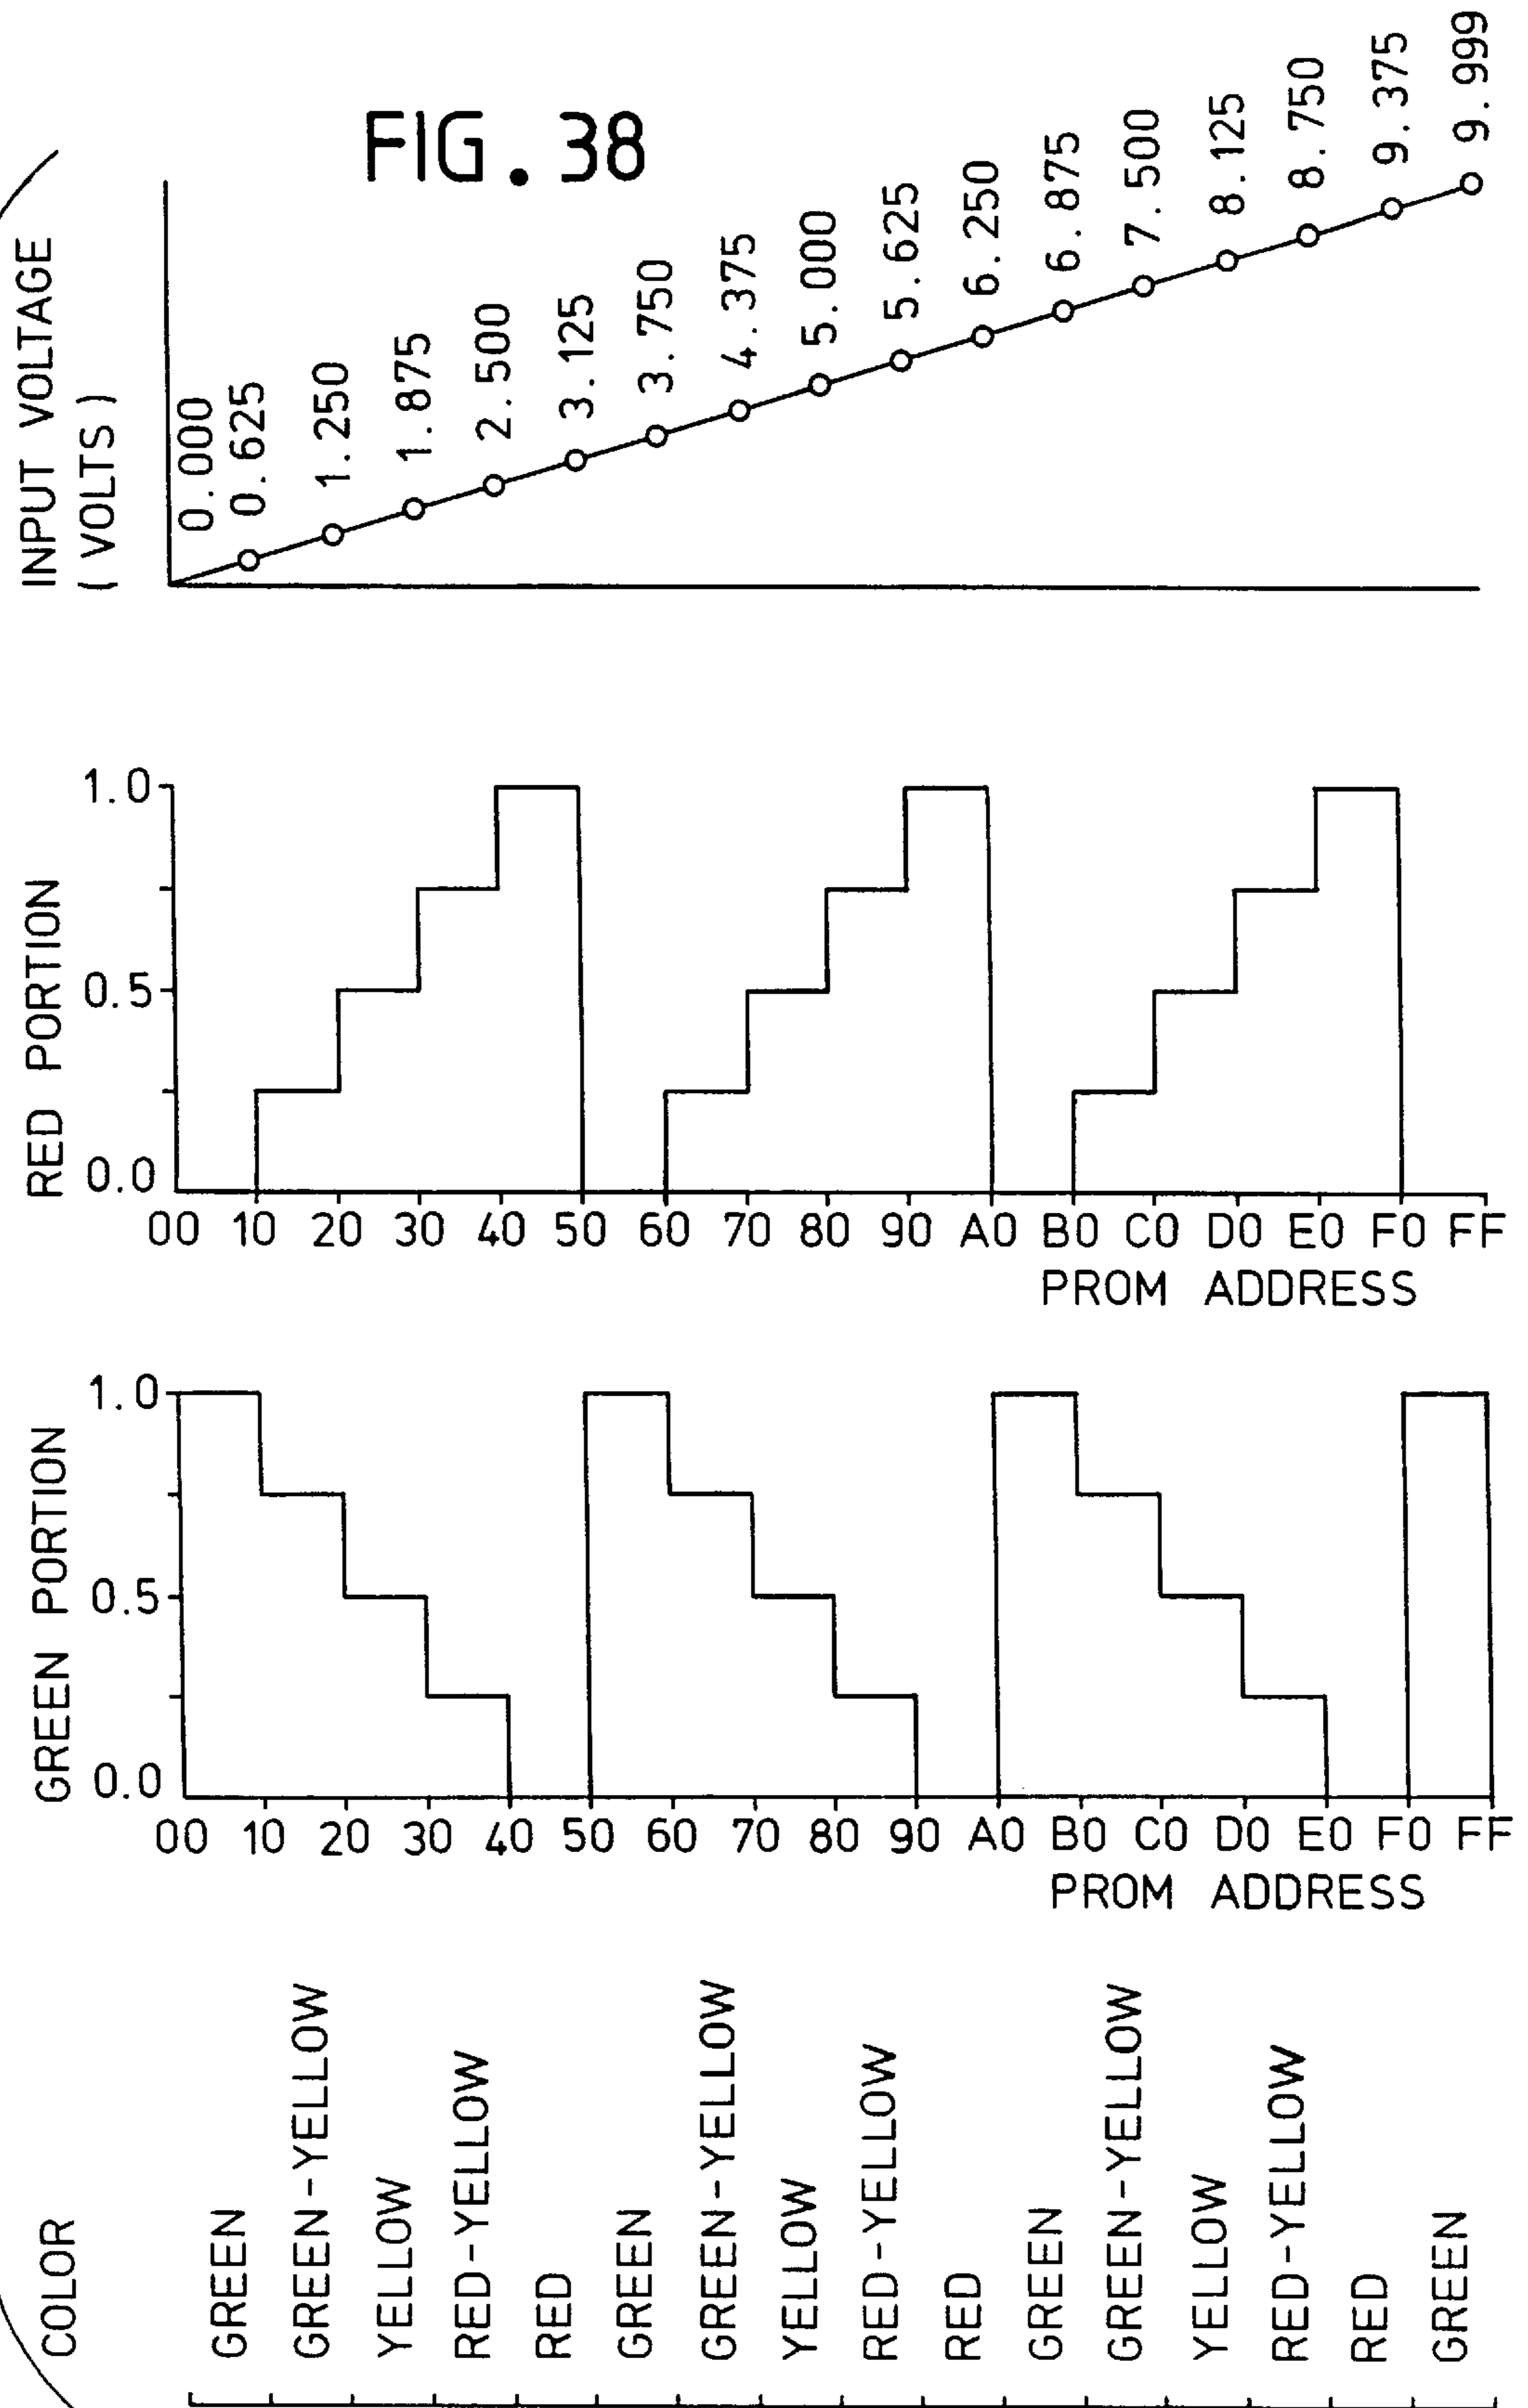 FIG. 38
INPUT VOLTAGE
(VOLTS)
0.000
0.625
1.250
1.875
2.500
3.125
3.750
4.375
5.000
5.625
6.250
6.875
7.500
8.125
8.750
9.375
9.999
RED PORTION
1.0
0.5
0.0
00 10 20 30 40 50 60 70 80 90 A0 B0 C0 D0 E0 F0 FF
PROM ADDRESS
GREEN PORTION
1.0
0.5
0.0
00 10 20 30 40 50 60 70 80 90 A0 B0 C0 D0 E0 F0 FF
PROM ADDRESS
COLOR
GREEN
GREEN-YELLOW
YELLOW
RED-YELLOW
RED
GREEN
GREEN-YELLOW
YELLOW
RED-YELLOW
RED
GREEN
GREEN-YELLOW
YELLOW
RED-YELLOW
RED
GREEN